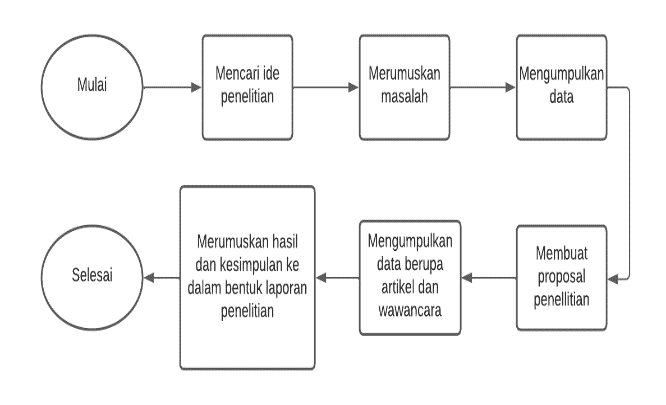 Mulai
Mencari ide
penelitian
Merumuskan
masalah
Mengumpulkan
data
Membuat
proposal
penellitian
Mengumpulkan
data berupa
artikel dan
wawancara
Merumuskan hasil
dan kesimpulan ke
dalam bentuk laporan
penelitian
Selesai